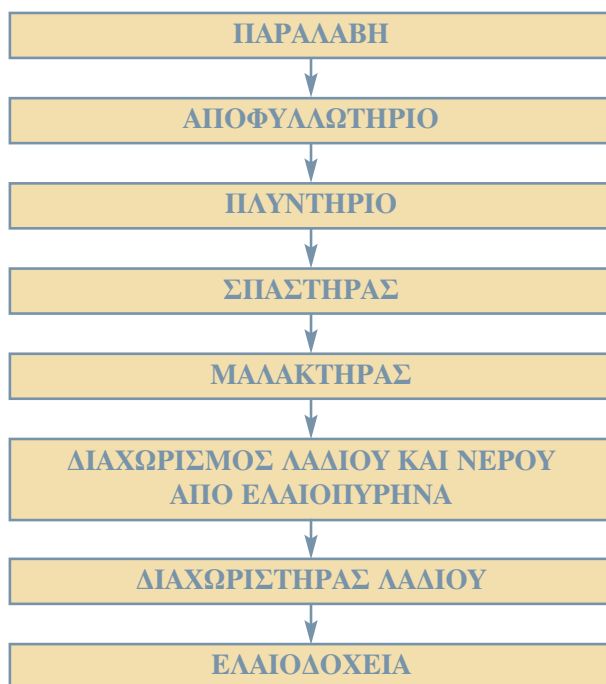 ΠΑΡΑΛΑΒΗ
ΑΠΟΦΥΛΛΩΤΗΡΙΟ
ΠΛΥΝΤΗΡΙΟ
ΣΠΑΣΤΗΡΑΣ
ΜΑΛΑΚΤΗΡΑΣ
ΔΙΑΧΩΡΙΣΜΟΣ ΛΑΔΙΟΥ ΚΑΙ ΝΕΡΟΥ
ΑΠΟ ΕΛΑΙΟΠΥΡΗΝΑ
ΔΙΑΧΩΡΙΣΤΗΡΑΣ ΛΑΔΙΟΥ
ΕΛΑΙΟΔΟΧΕΙΑ